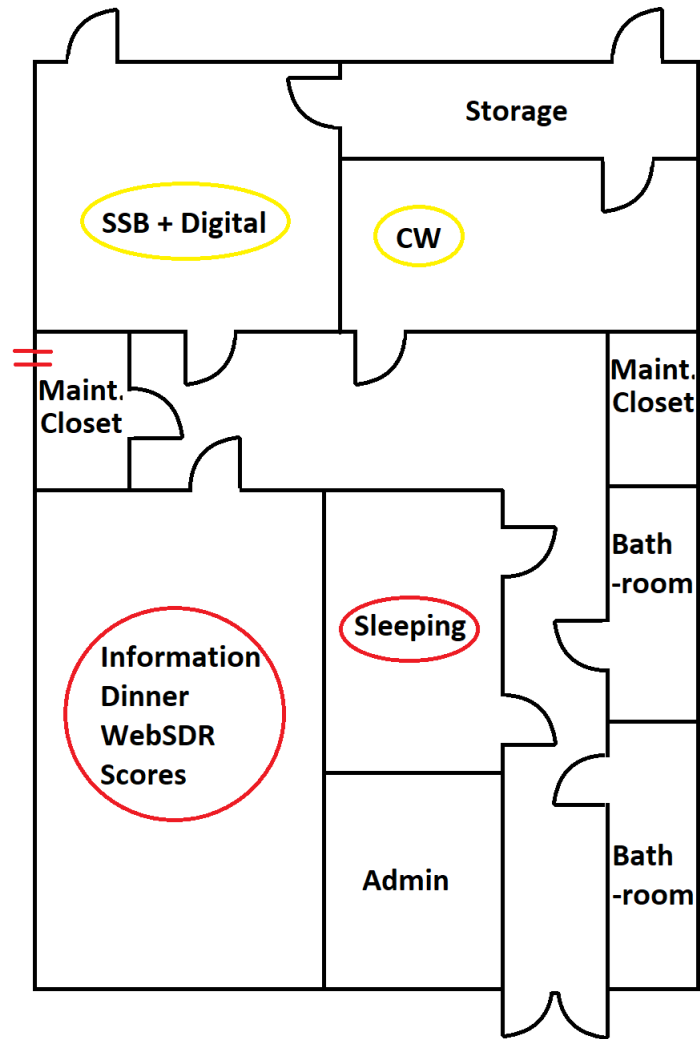 Storage
SSB + Digital
CW
Maint.
Closet
Maint.
Closet
Bath
-room
Sleeping
Information
Dinner
WebSDR
Scores
Admin
Bath
-room